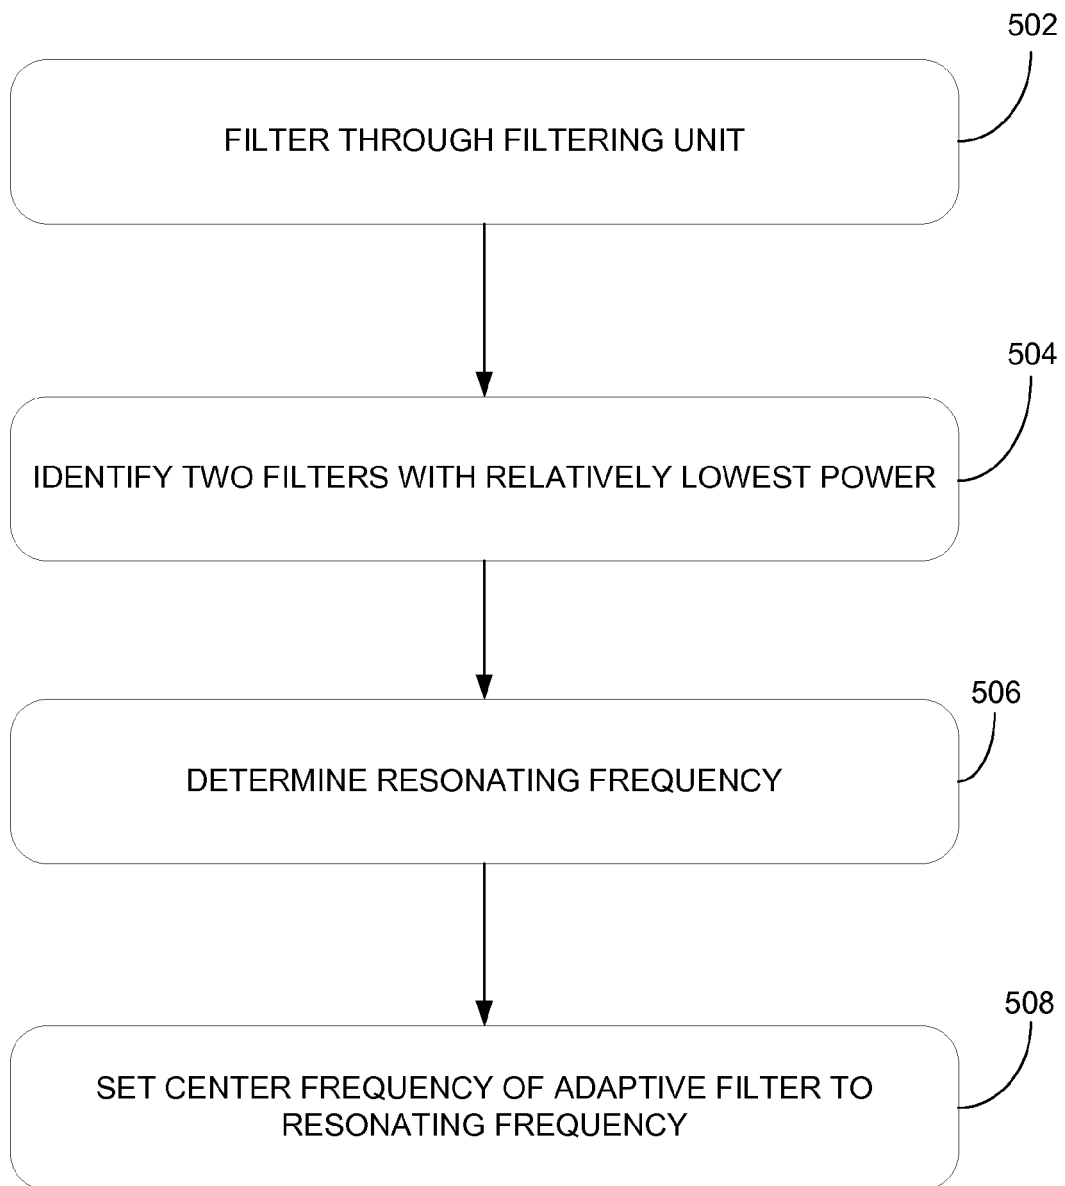 502
FILTER THROUGH FILTERING UNIT
504
IDENTIFY TWO FILTERS WITH RELATIVELY LOWEST POWER
506
DETERMINE RESONATING FREQUENCY
508
SET CENTER FREQUENCY OF ADAPTIVE FILTER TO
RESONATING FREQUENCY